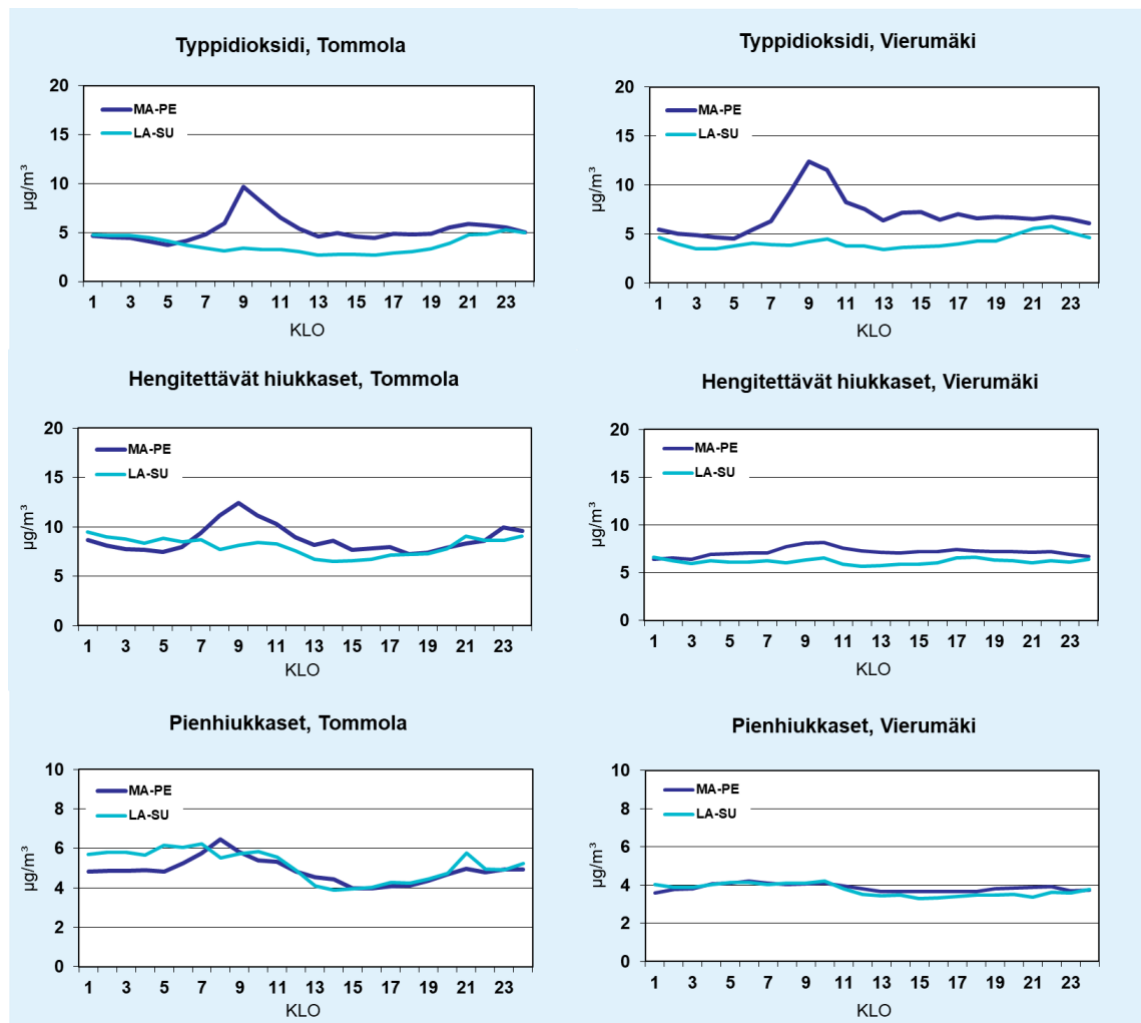 Typpidioksidi, Tommola
20
15
10
5
0
µg/m³
MA-PE
LA-SU
1 3 5 7 9 11 13 15 17 19 21 23
KLO
Typpidioksidi, Vierumäki
20
15
10
5
0
µg/m³
MA-PE
LA-SU
1 3 5 7 9 11 13 15 17 19 21 23
KLO
Hengitettävät hiukkaset, Tommola
20
15
10
5
0
µg/m³
MA-PE
LA-SU
1 3 5 7 9 11 13 15 17 19 21 23
KLO
Hengitettävät hiukkaset, Vierumäki
20
15
10
5
0
µg/m³
MA-PE
LA-SU
1 3 5 7 9 11 13 15 17 19 21 23
KLO
Pienhiukkaset, Tommola
10
8
6
4
2
0
µg/m³
MA-PE
LA-SU
1 3 5 7 9 11 13 15 17 19 21 23
KLO
Pienhiukkaset, Vierumäki
10
8
6
4
2
0
µg/m³
MA-PE
LA-SU
1 3 5 7 9 11 13 15 17 19 21 23
KLO